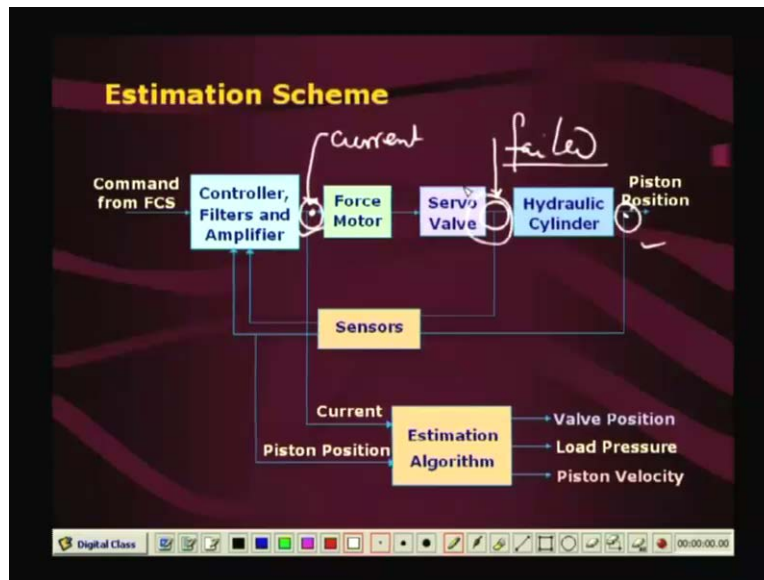 Estimation Scheme
current
failed
Command
from FCS
Controller,
Filters and
Amplifier
Force
Motor
Servo
Valve
Hydraulic
Cylinder
Piston
Position
Sensors
Current
Piston Position
Estimation
Algorithm
Valve Position
Load Pressure
Piston Velocity
Digital Class
00:00:00.00